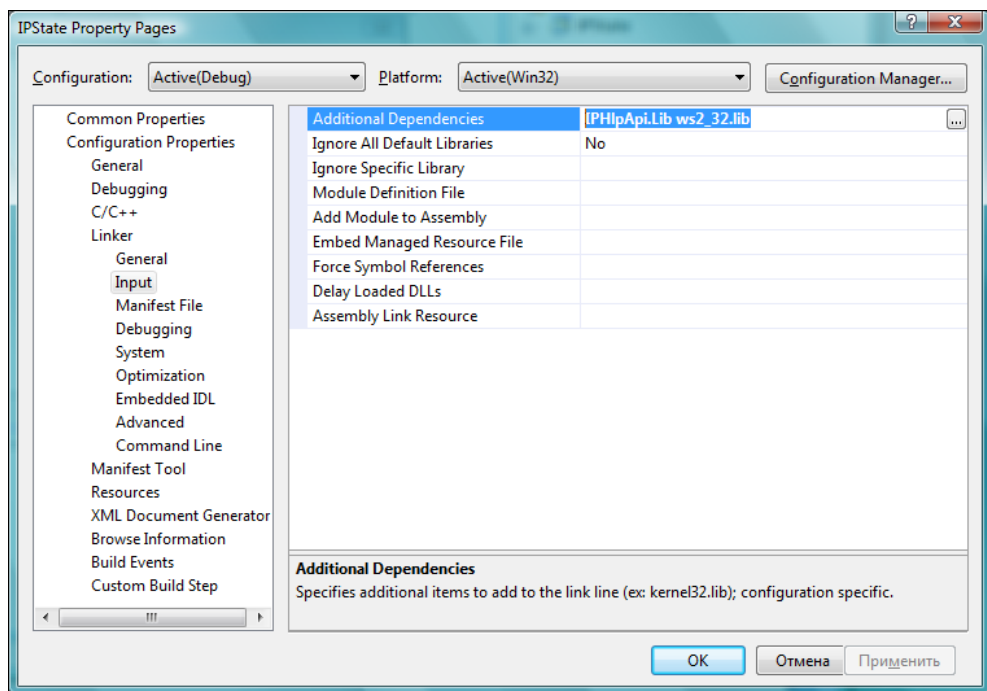 IPState Property Pages
Configuration: Active(Debug) Platform: Active(Win32) Configuration Manager...
Common Properties
Configuration Properties
General
Debugging
C/C++
Linker
General
Input
Manifest File
Debugging
System
Optimization
Embedded IDL
Advanced
Command Line
Manifest Tool
Resources
XML Document Generator
Browse Information
Build Events
Custom Build Step
Additional Dependencies IPHlpApi.Lib ws2_32.lib ...
Ignore All Default Libraries No
Ignore Specific Library
Module Definition File
Add Module to Assembly
Embed Managed Resource File
Force Symbol References
Delay Loaded DLLs
Assembly Link Resource
Additional Dependencies
Specifies additional items to add to the link line (ex: kernel32.lib); configuration specific.
OK Отмена Применить